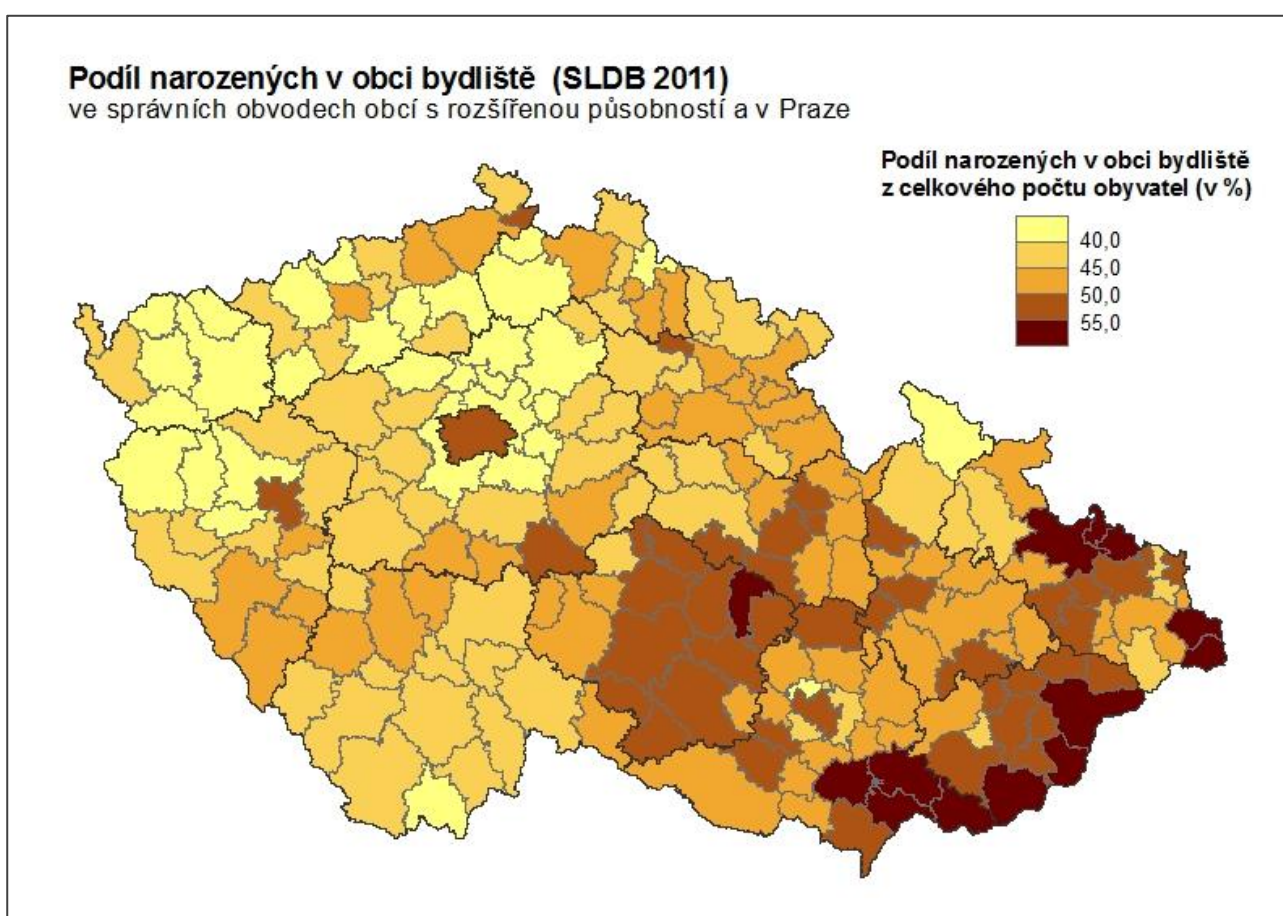 Podíl narozených v obci bydliště (SLDB 2011)
ve správních obvodech obcí s rozšířenou působností a v Praze
Podíl narozených v obci bydliště
z celkového počtu obyvatel (v %)
40,0
45,0
50,0
55,0